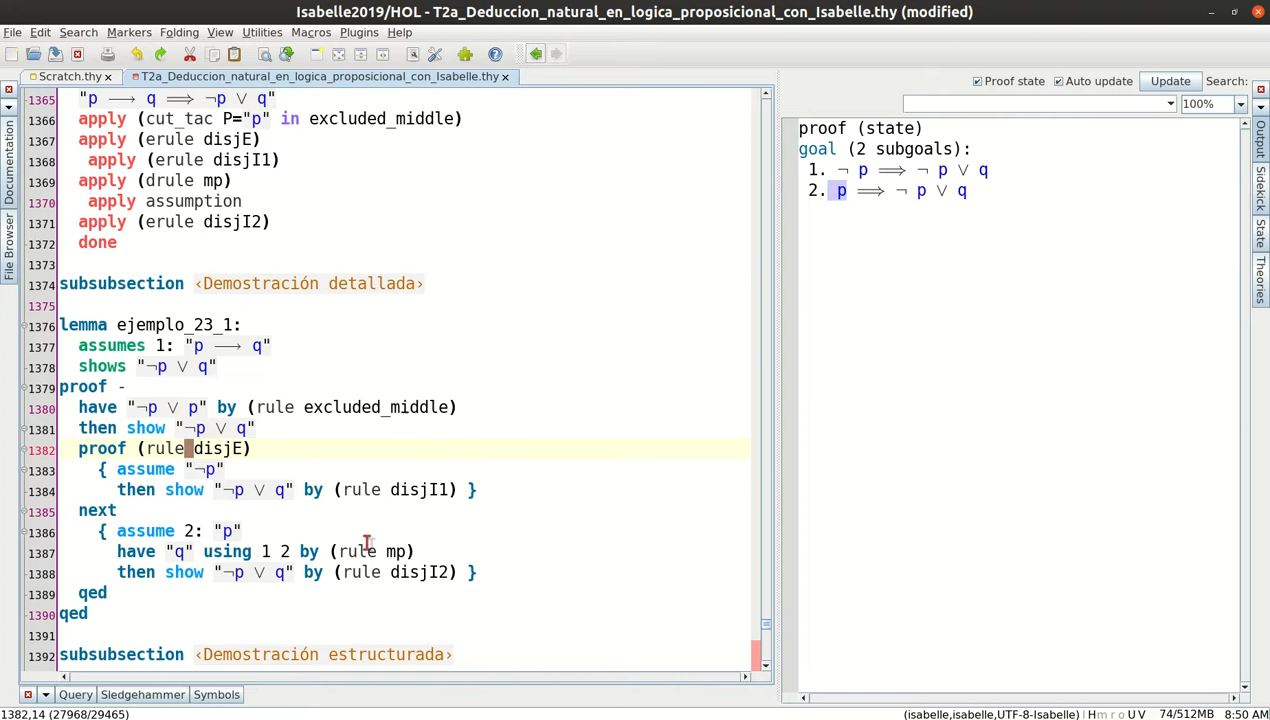 Isabelle2019/HOL - T2a_Deduccion_natural_en_logica_proposicional_con_Isabelle.thy (modified)
File Edit Search Markers Folding View Utilities Macros Plugins Help
Scratch.thy
T2a_Deduccion_natural_en_logica_proposicional_con_Isabelle.thy
Documentation
File Browser
1365 "p ⟶ q ⟹ ¬p ∨ q"
1366 apply (cut_tac P="p" in excluded_middle)
1367 apply (erule disjE)
1368 apply (erule disjI1)
1369 apply (drule mp)
1370 apply assumption
1371 apply (erule disjI2)
1372 done
1373
1374 subsubsection ‹Demostración detallada›
1375
1376 lemma ejemplo_23_1:
1377 assumes 1: "p ⟶ q"
1378 shows "¬p ∨ q"
1379 proof -
1380 have "¬p ∨ p" by (rule excluded_middle)
1381 then show "¬p ∨ q"
1382 proof (rule disjE)
1383 { assume "¬p"
1384 then show "¬p ∨ q" by (rule disjI1) }
1385 next
1386 { assume 2: "p"
1387 have "q" using 1 2 by (rule mp)
1388 then show "¬p ∨ q" by (rule disjI2) }
1389 qed
1390 qed
1391
1392 subsubsection ‹Demostración estructurada›
Query Sledgehammer Symbols
Proof state Auto update Update Search:
100%
proof (state)
goal (2 subgoals):
1. ¬ p ⟹ ¬ p ∨ q
2. p ⟹ ¬ p ∨ q
Output
Sidekick
State
Theories
1382,14 (27968/29465)
(isabelle,isabelle,UTF-8-Isabelle) | H m r o U V 74/512MB 8:50 AM